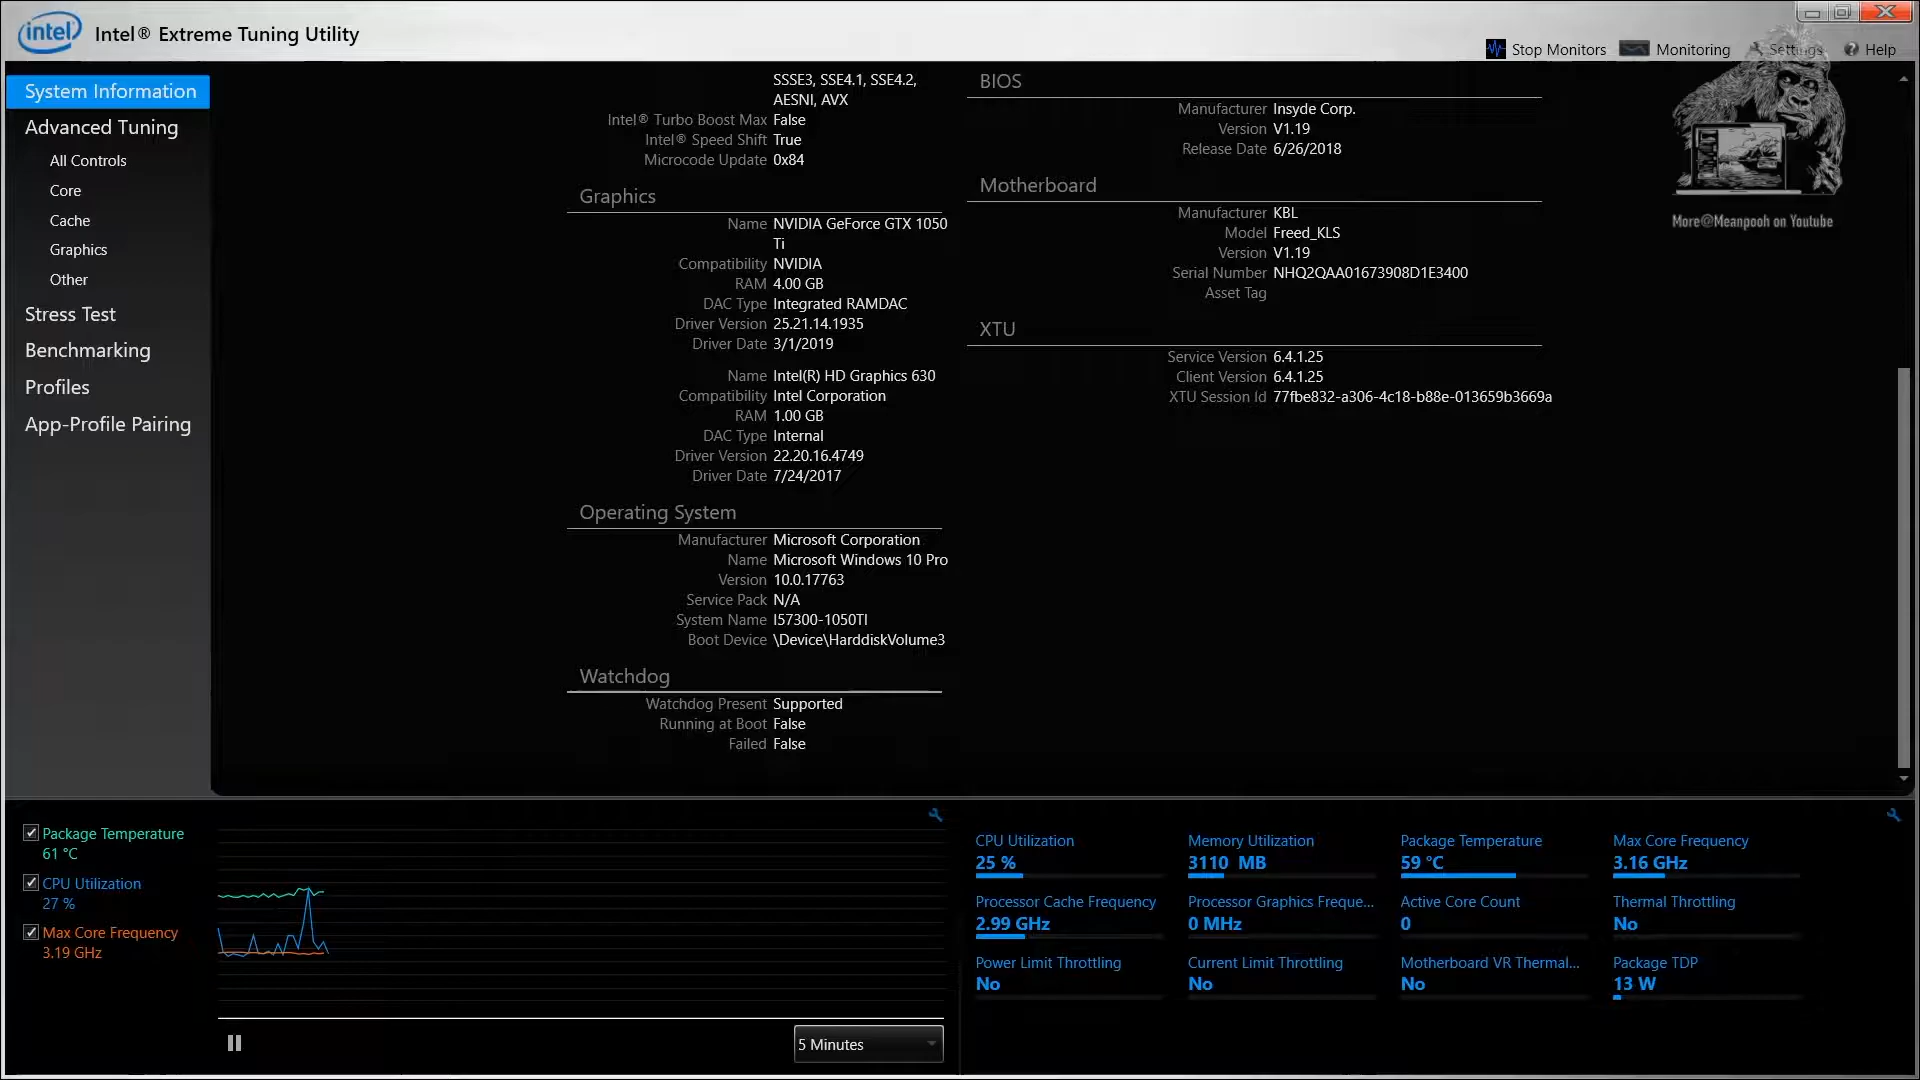 intel
Intel® Extreme Tuning Utility
Stop Monitors
Monitoring
Settings
Help
System Information
Advanced Tuning
All Controls
Core
Cache
Graphics
Other
Stress Test
Benchmarking
Profiles
App-Profile Pairing
SSSE3, SSE4.1, SSE4.2,
AESNI, AVX
Intel® Turbo Boost Max False
Intel® Speed Shift True
Microcode Update 0x84
Graphics
Name NVIDIA GeForce GTX 1050
Ti
Compatibility NVIDIA
RAM 4.00 GB
DAC Type Integrated RAMDAC
Driver Version 25.21.14.1935
Driver Date 3/1/2019
Name Intel(R) HD Graphics 630
Compatibility Intel Corporation
RAM 1.00 GB
DAC Type Internal
Driver Version 22.20.16.4749
Driver Date 7/24/2017
Operating System
Manufacturer Microsoft Corporation
Name Microsoft Windows 10 Pro
Version 10.0.17763
Service Pack N/A
System Name I57300-1050TI
Boot Device \Device\HarddiskVolume3
Watchdog
Watchdog Present Supported
Running at Boot False
Failed False
BIOS
Manufacturer Insyde Corp.
Version V1.19
Release Date 6/26/2018
Motherboard
Manufacturer KBL
Model Freed_KLS
Version V1.19
Serial Number NHQ2QAA01673908D1E3400
Asset Tag
XTU
Service Version 6.4.1.25
Client Version 6.4.1.25
XTU Session Id 77fbe832-a306-4c18-b88e-013659b3669a
More@Meanpooh on Youtube
Package Temperature
61 °C
CPU Utilization
27 %
Max Core Frequency
3.19 GHz
5 Minutes
CPU Utilization
25 %
Memory Utilization
3110 MB
Package Temperature
59 °C
Max Core Frequency
3.16 GHz
Processor Cache Frequency
2.99 GHz
Processor Graphics Freque...
0 MHz
Active Core Count
0
Thermal Throttling
No
Power Limit Throttling
No
Current Limit Throttling
No
Motherboard VR Thermal...
No
Package TDP
13 W